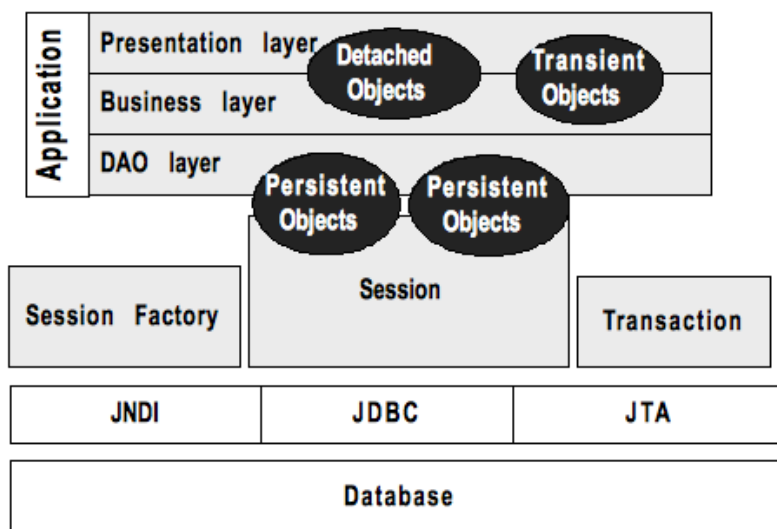 Application
Presentation layer
Detached
Objects
Transient
Objects
Business layer
DAO layer
Persistent
Objects
Persistent
Objects
Session Factory
Session
Transaction
JNDI
JDBC
JTA
Database